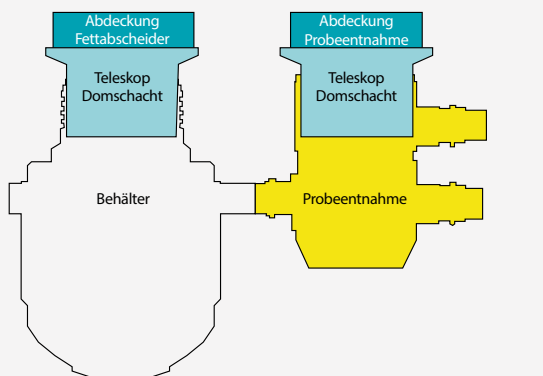 Abdeckung
Fettabscheider
Abdeckung
Probeentnahme
Teleskop
Domschacht
Teleskop
Domschacht
Behälter
Probeentnahme